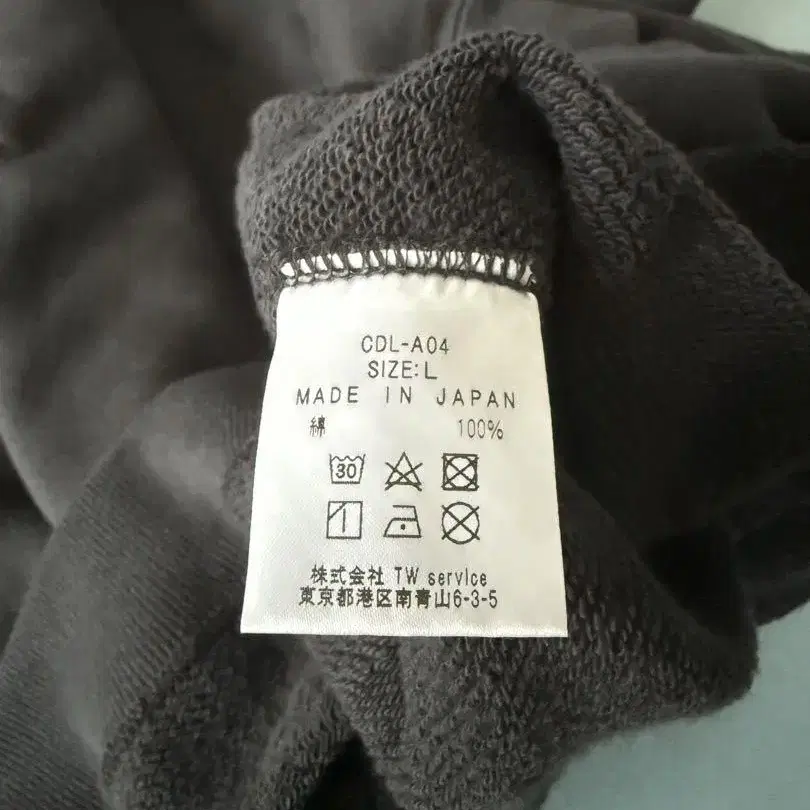 CDL-A04
SIZE:L
MADE IN JAPAN
綿 100%
30
株式会社 TW service
東京都港区南青山6-3-5